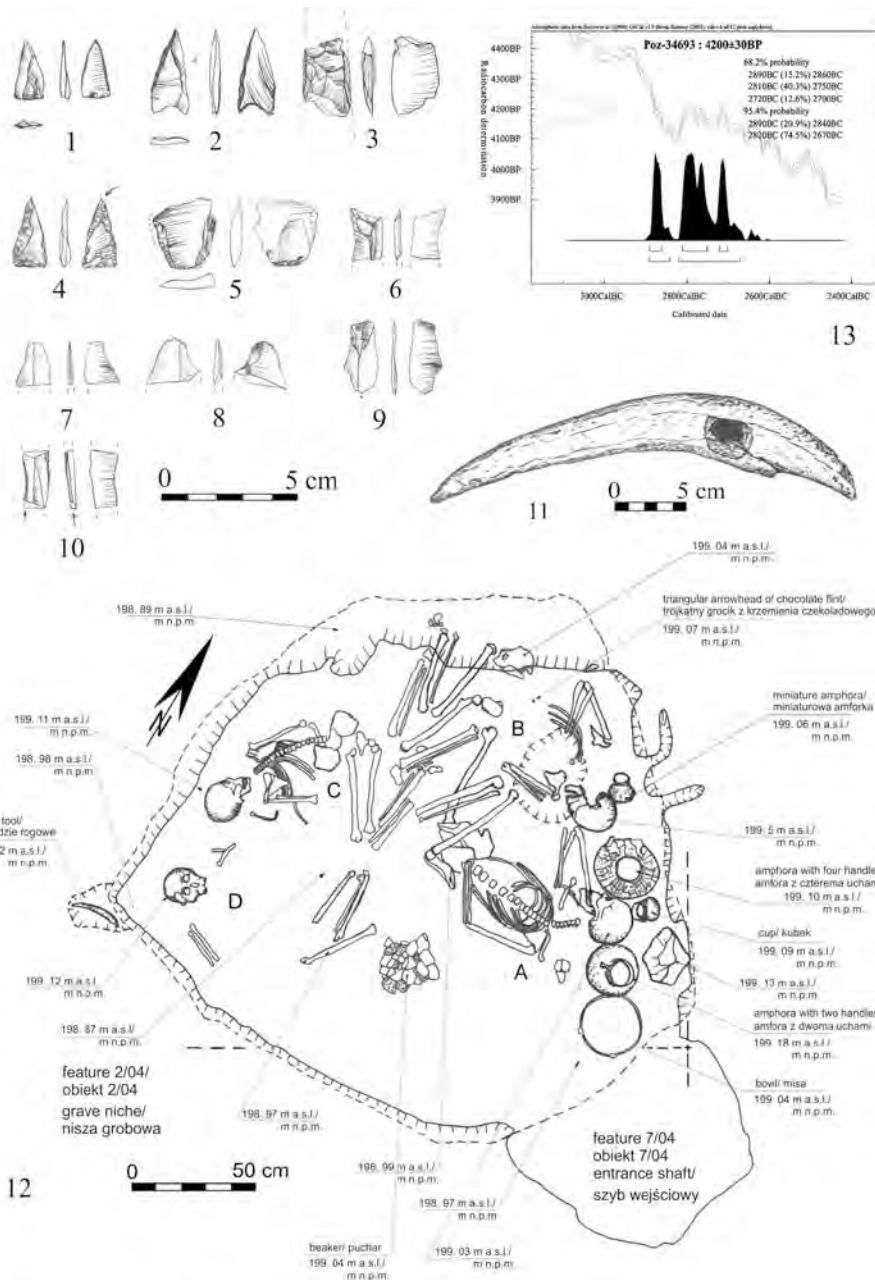 1
2
3
4
5
6
7
8
9
10
0 5 cm
Poz-34693 : 4200±30BP
68.2% probability
2890BC (15.2%) 2860BC
2810BC (40.3%) 2750BC
2720BC (12.6%) 2700BC
95.4% probability
2890BC (20.9%) 2840BC
2820BC (74.5%) 2670BC
Radiocarbon determination
4400BP
4300BP
4200BP
4100BP
4000BP
3900BP
3000CalBC 2800CalBC 2600CalBC 2400CalBC
Calibrated date
13
11
0 5 cm
199. 04 m a.s.l./
m n.p.m.
triangular arrowhead of chocolate flint/
trójkątny grocik z krzemienia czekoladowego
199. 07 m a.s.l./
m n.p.m.
198. 89 m a.s.l./
m n.p.m.
N
miniature amphora/
miniaturowa amforka
199. 06 m a.s.l./
m n.p.m.
199. 11 m a.s.l./
m n.p.m.
198. 98 m a.s.l./
m n.p.m.
tool/
dzie rogowe
2 m a.s.l./
m n.p.m.
B
C
D
A
199. 5 m a.s.l./
m n.p.m.
amphora with four handle
amfora z czterema ucham
199. 10 m a.s.l./
m n.p.m.
cup/ kubek
199. 09 m a.s.l./
m n.p.m.
199. 13 m a.s.l./
m n.p.m.
amphora with two handles
amfora z dwoma uchami
199. 18 m a.s.l./
m n.p.m.
bowl/ misa
199. 04 m a.s.l./
m n.p.m.
199. 12 m a.s.l.
m n.p.m.
198. 87 m a.s.l./
m n.p.m.
feature 2/04/
obiekt 2/04
grave niche/
nisza grobowa
198. 97 m a.s.l./
m n.p.m.
feature 7/04
obiekt 7/04
entrance shaft/
szyb wejściowy
12
0 50 cm
198. 99 m a.s.l./
m n.p.m.
198. 97 m a.s.l./
m n.p.m.
beaker/ puchar
199. 04 m a.s.l./
m n.p.m.
199. 03 m a.s.l./
m n.p.m.